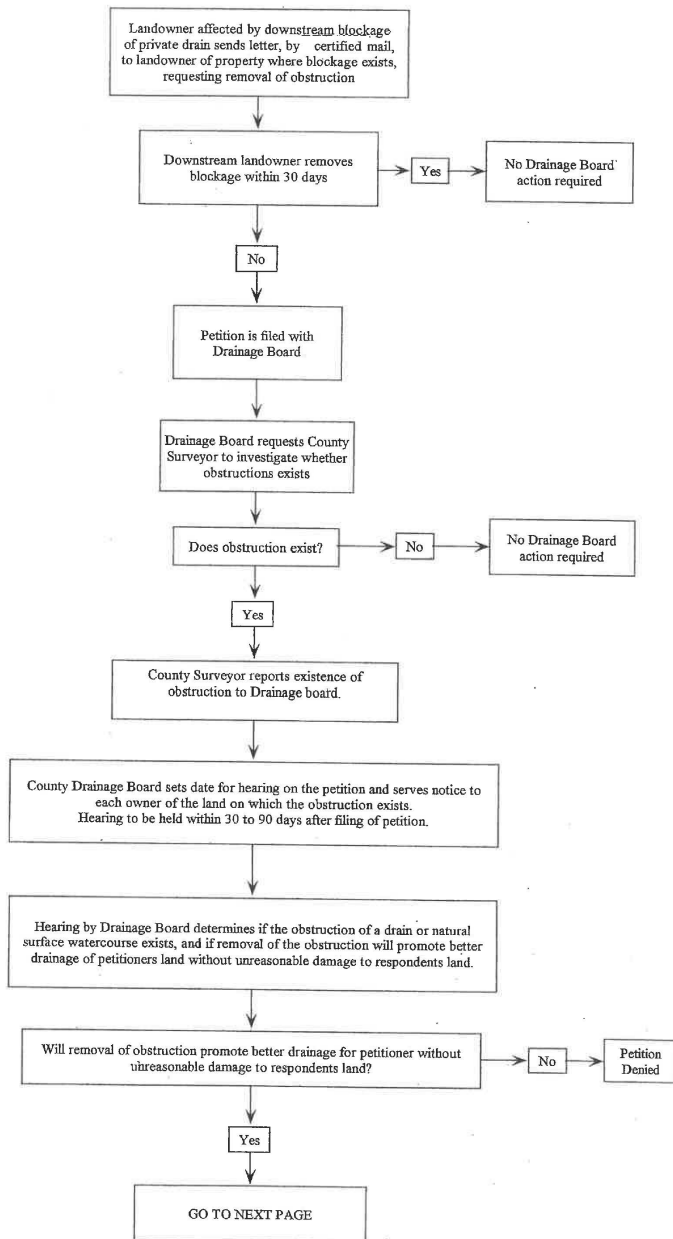 Landowner affected by downstream blockage
of private drain sends letter, by certified mail,
to landowner of property where blockage exists,
requesting removal of obstruction
Downstream landowner removes
blockage within 30 days
Yes
No Drainage Board
action required
No
Petition is filed with
Drainage Board
Drainage Board requests County
Surveyor to investigate whether
obstructions exists
Does obstruction exist?
No
No Drainage Board
action required
Yes
County Surveyor reports existence of
obstruction to Drainage board.
County Drainage Board sets date for hearing on the petition and serves notice to
each owner of the land on which the obstruction exists.
Hearing to be held within 30 to 90 days after filing of petition.
Hearing by Drainage Board determines if the obstruction of a drain or natural
surface watercourse exists, and if removal of the obstruction will promote better
drainage of petitioners land without unreasonable damage to respondents land.
Will removal of obstruction promote better drainage for petitioner without
unreasonable damage to respondents land?
No
Petition
Denied
Yes
GO TO NEXT PAGE